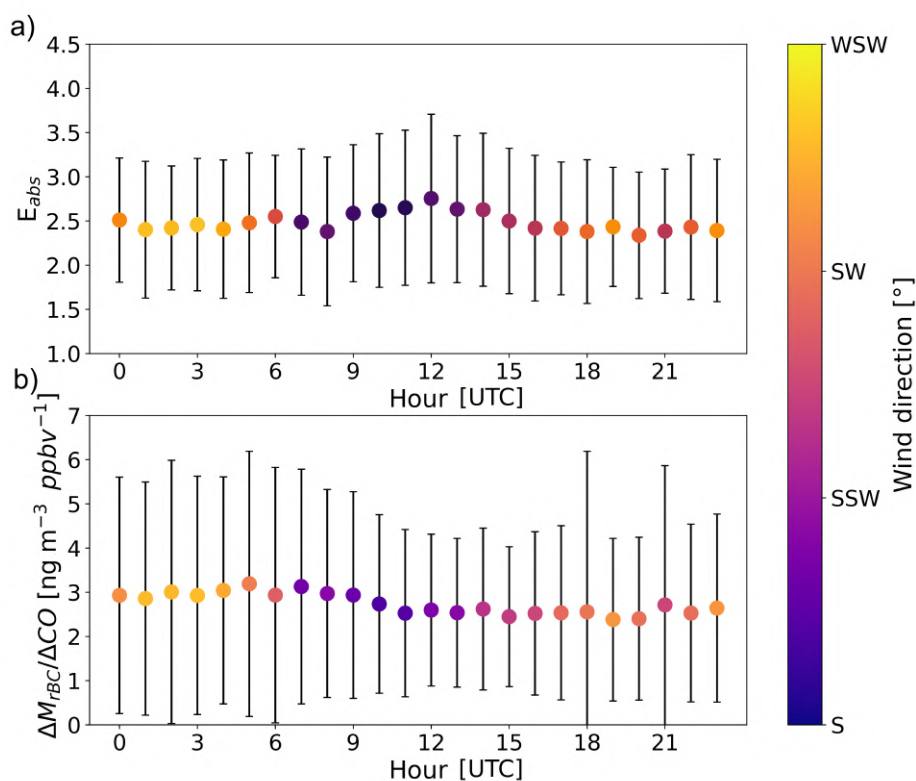 a)
4.5
4.0
3.5
3.0
2.5
2.0
1.5
1.0
E_abs
0 3 6 9 12 15 18 21
Hour [UTC]
b)
7
6
5
4
3
2
1
0
ΔM_rBC/ΔCO [ng m⁻³ ppbv⁻¹]
0 3 6 9 12 15 18 21
Hour [UTC]
WSW
SW
SSW
S
Wind direction [°]